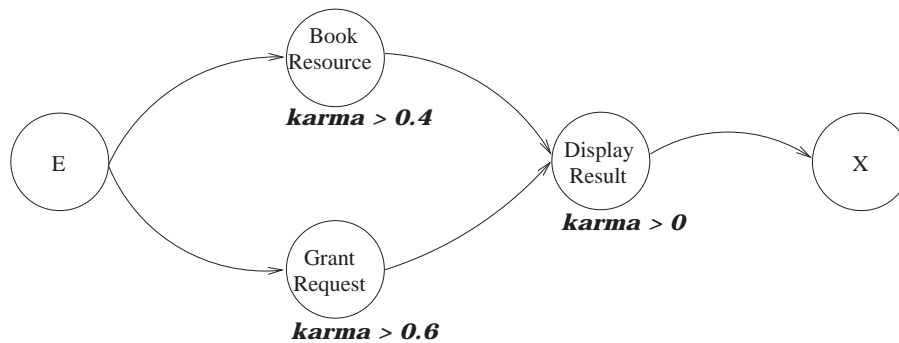 E
Book
Resource
karma > 0.4
Grant
Request
karma > 0.6
Display
Result
karma > 0
X